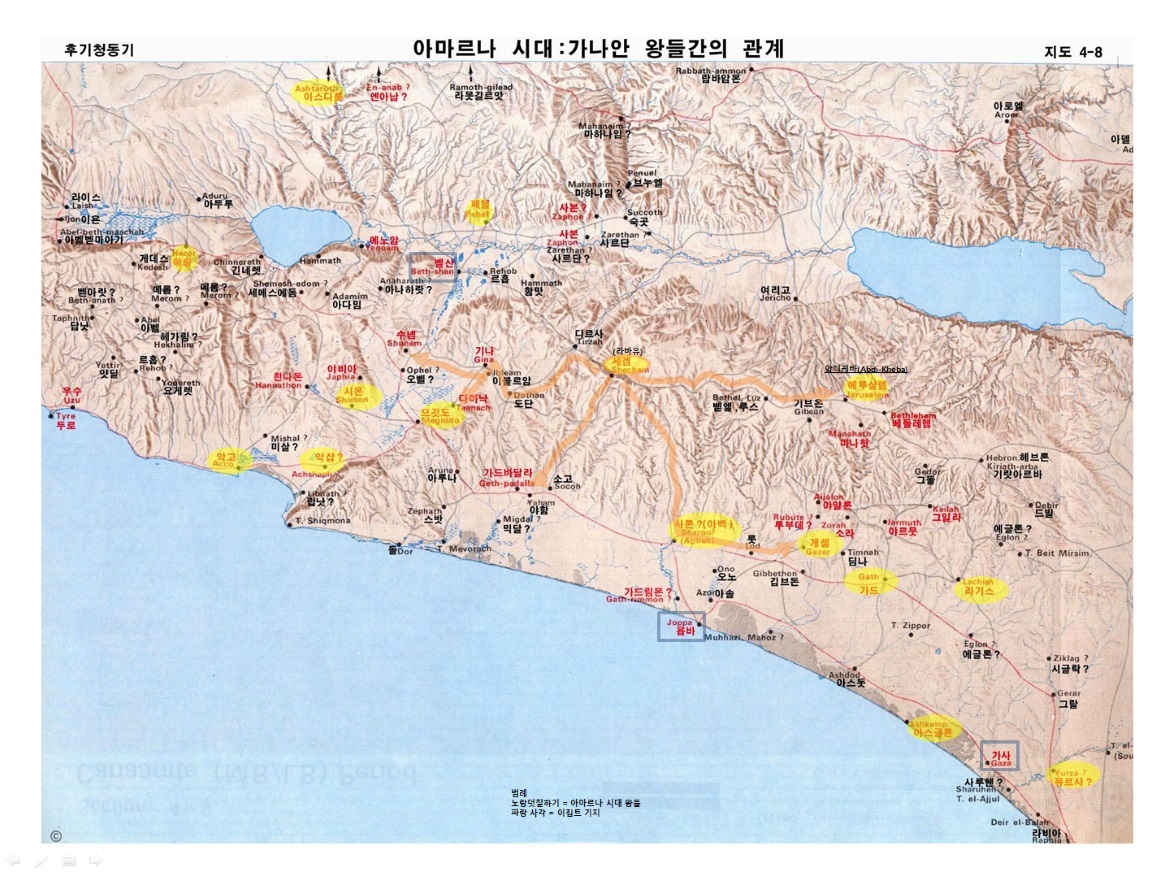 후기청동기
아마르나 시대:가나안 왕들간의 관계
지도 4-8
Ashtaroth
아스다롯
En-anab ?
엔아납 ?
Ramoth-gilead
라못길르앗
Rabbath-ammon
랍바암몬
아로엘
Aroer
아델
Ad
Mahanaim ?
마하나임 ?
Penuel
브누엘
Mahanaim ?
마하나임 ?
라이스
Laish
Ijon 이욘
Abel-beth-maachah
아벨벧마아가
Aduru
아두루
페헬
Pehel
사본 ?
Zaphon ?
Succoth
숙곳
사본
Zaphon
Zarethan ?
사르단 ?
Zarethan ?
사르단
예노암
Yenoam
게데스
Kedesh
Hazor
하솔
Chinnereth
긴네렛
Hammath
벧산
Beth-shan
Rehob
르홉
Hammath
함맛
Anaharath ?
아나하랏 ?
Shemesh-edom ?
세메스에돔
Adamim
아다밈
벧아랏 ?
Beth-anath ?
메롬 ?
Merom ?
메롬 ?
Merom ?
여리고
Jericho
Taphnith
답닛
Abel
아벨
헤가림 ?
Hekhalim ?
수넴
Shunem
기나
Gina
디르사
Tirzah
(라바유)
세겜
Shechem
Yattir
얏딜
르홉 ?
Rehob ?
Yogereth
요게렛
한나돈
Hannathon
야비아
Japhia
Ophel ?
오벨 ?
Ibleam
이블르암
Dothan
도단
압디케바(Abdi-Kheba)
예루살렘
Jerusalem
우수
Uzu
Tyre
두로
시몬
Shimon
므깃도
Megiddo
다아낙
Taanach
Bethel, Luz
벧엘,루스
기브온
Gibeon
Bethlehem
베들레헴
Manahath
마나핫
Mishal ?
미살 ?
악고
Acco
악삽 ?
Achshaph
Aruna
아루나
가드바달라
Gath-padalla
소고
Socoh
Yaham
야함
Hebron 헤브론
Kiriath-arba
기럇아르바
Gedor
그돌
Libnath ?
립낫 ?
T. Shiqmona
Zephath
스밧
Migdal ?
믹달 ?
Aijalon
아얄론
Rubute ?
루부데 ?
Zorah
소라
Keilah
그일라
Jarmuth
야르뭇
Debir
드빌
에글론 ?
Eglon ?
T. Beit Mirsim
사론 ?(아벡)
Sharon
(Aphek)
롯
Lod
게셀
Gezer
Timnah
딤나
돌Dor
T. Mevorach
Ono
오노
Gibbethon
깁브돈
Gath
가드
Lachish
라기스
가드림몬 ?
Gath-rimmon
Azor
아솔
Joppa
욥바
Muhhazi, Mahoz ?
T. Zippor
Eglon ?
에글론 ?
Ziklag ?
시글락 ?
Ashdod
아스돗
Gerar
그랄
Ashkelon
아스글론
가사
Gaza
Yurza ?
유르사 ?
T. el-
(Sou
사루헨 ?
Sharuhen ?
T. el-Ajjul
Deir el-Balah
라비아
Raphia
Canaanite (MB/LB) Period
범례
노랑덧칠하기 = 아마르나 시대 왕들
파랑 사각 = 이집트 기지
©